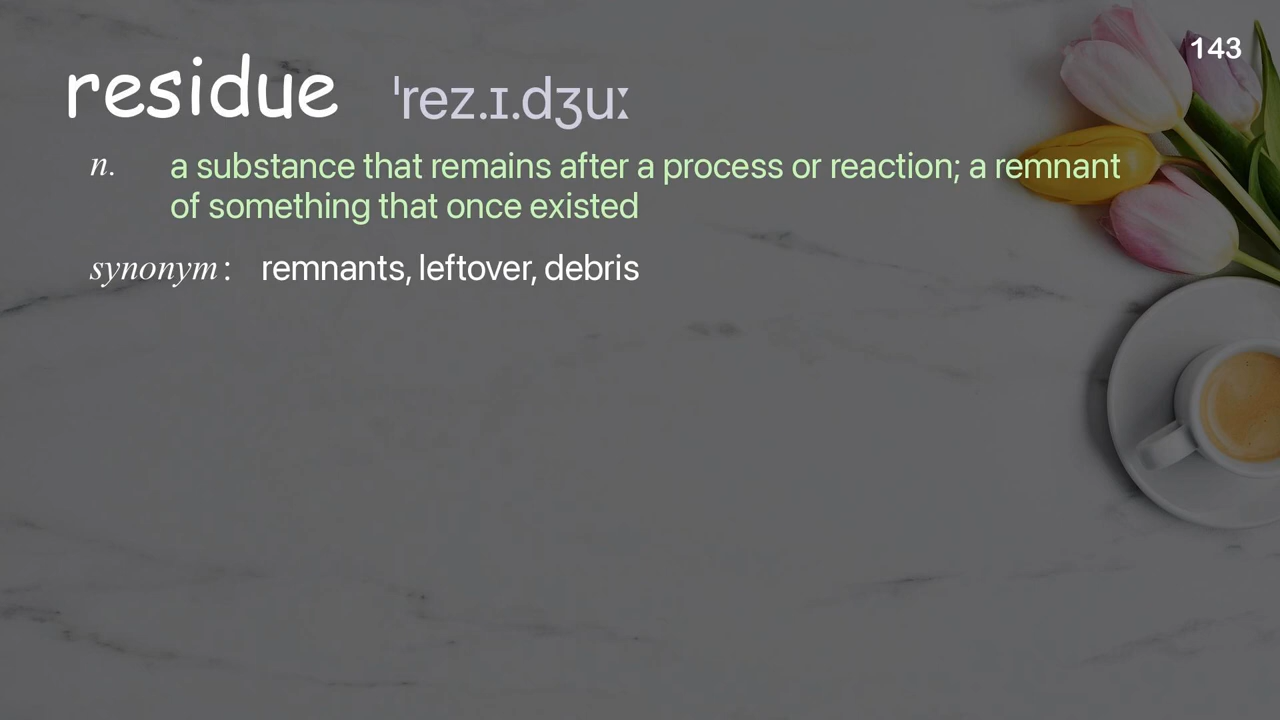 143
residue ˈrez.ɪ.dʒuː
n. a substance that remains after a process or reaction; a remnant
of something that once existed
synonym: remnants, leftover, debris